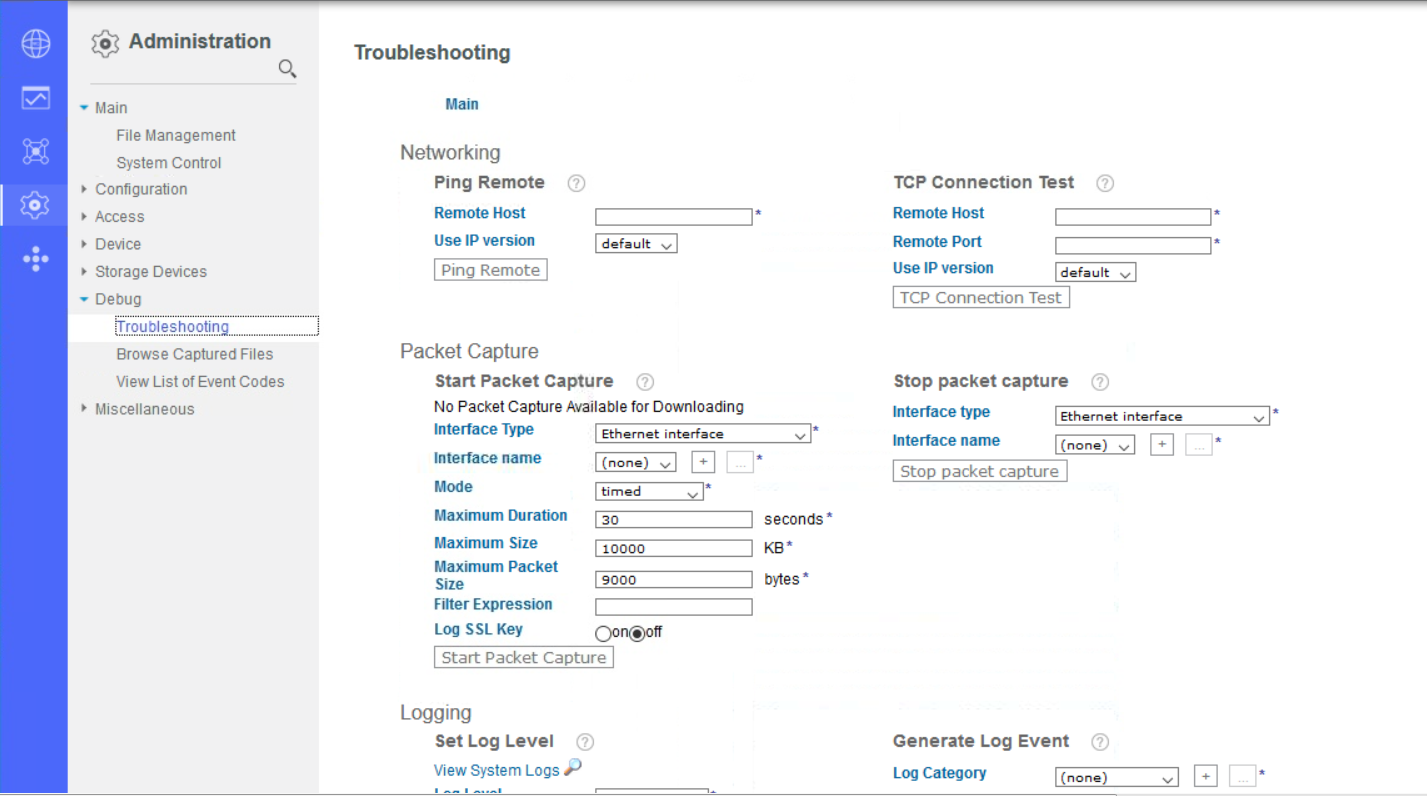 Administration
Main
File Management
System Control
Configuration
Access
Device
Storage Devices
Debug
Troubleshooting
Browse Captured Files
View List of Event Codes
Miscellaneous
Troubleshooting
Main
Networking
Ping Remote ?
Remote Host *
Use IP version default
Ping Remote
TCP Connection Test ?
Remote Host *
Remote Port *
Use IP version default
TCP Connection Test
Packet Capture
Start Packet Capture ?
No Packet Capture Available for Downloading
Interface Type Ethernet interface *
Interface name (none) + ... *
Mode timed *
Maximum Duration 30 seconds *
Maximum Size 10000 KB *
Maximum Packet
Size 9000 bytes *
Filter Expression
Log SSL Key on off
Start Packet Capture
Stop packet capture ?
Interface type Ethernet interface *
Interface name (none) + ... *
Stop packet capture
Logging
Set Log Level ?
View System Logs
Log Level *
Generate Log Event ?
Log Category (none) + ... *